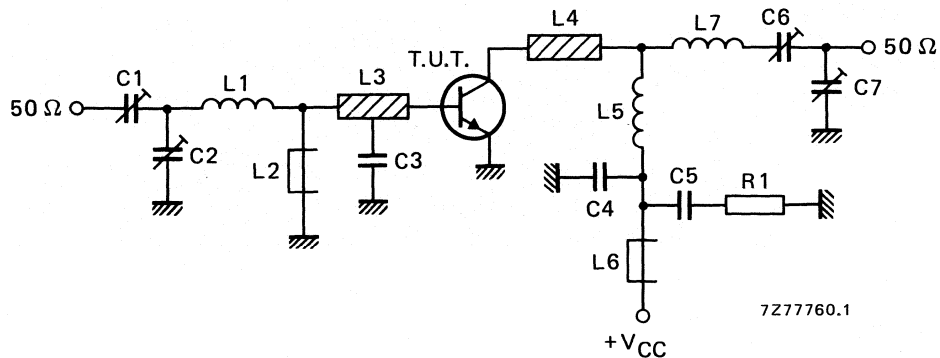 L4
L7
C6
50 Ω
T.U.T.
C1
L1
L3
C7
50 Ω
L5
C2
L2
C3
C5
R1
C4
L6
7Z77760.1
+VCC